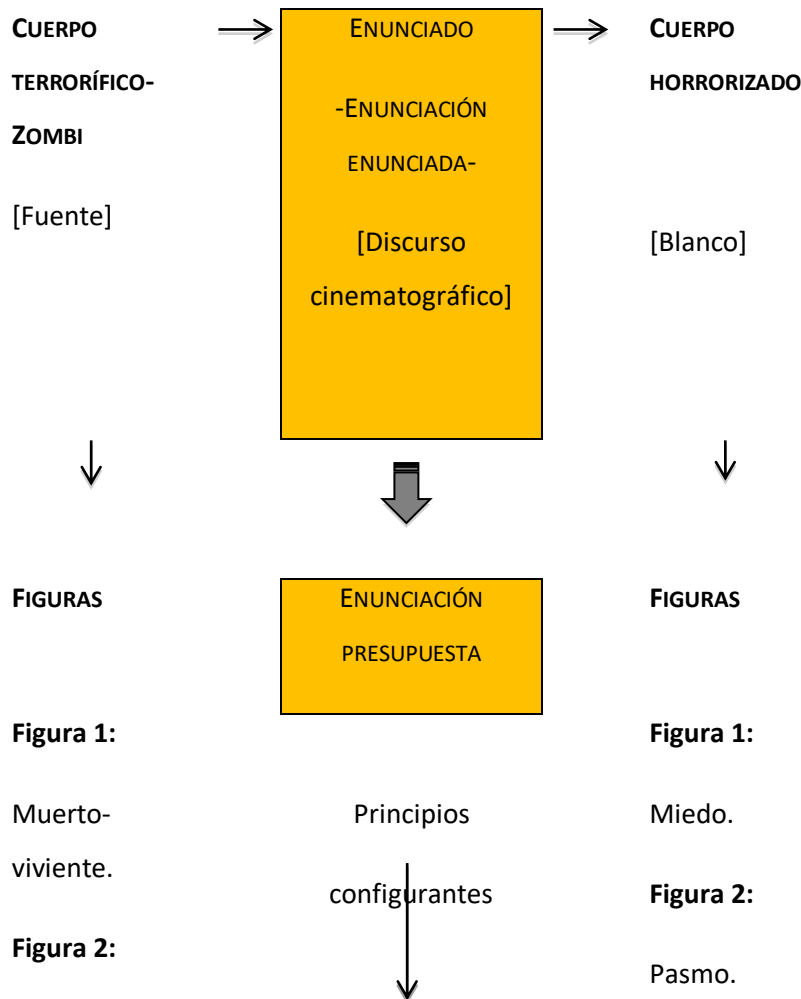 CUERPO
TERRORÍFICO-
ZOMBI
[Fuente]
ENUNCIADO
-ENUNCIACIÓN
ENUNCIADA-
[Discurso
cinematográfico]
CUERPO
HORRORIZADO
[Blanco]
FIGURAS
Figura 1:
Muerto-
viviente.
Figura 2:
ENUNCIACIÓN
PRESUPUESTA
Principios
configurantes
FIGURAS
Figura 1:
Miedo.
Figura 2:
Pasmo.